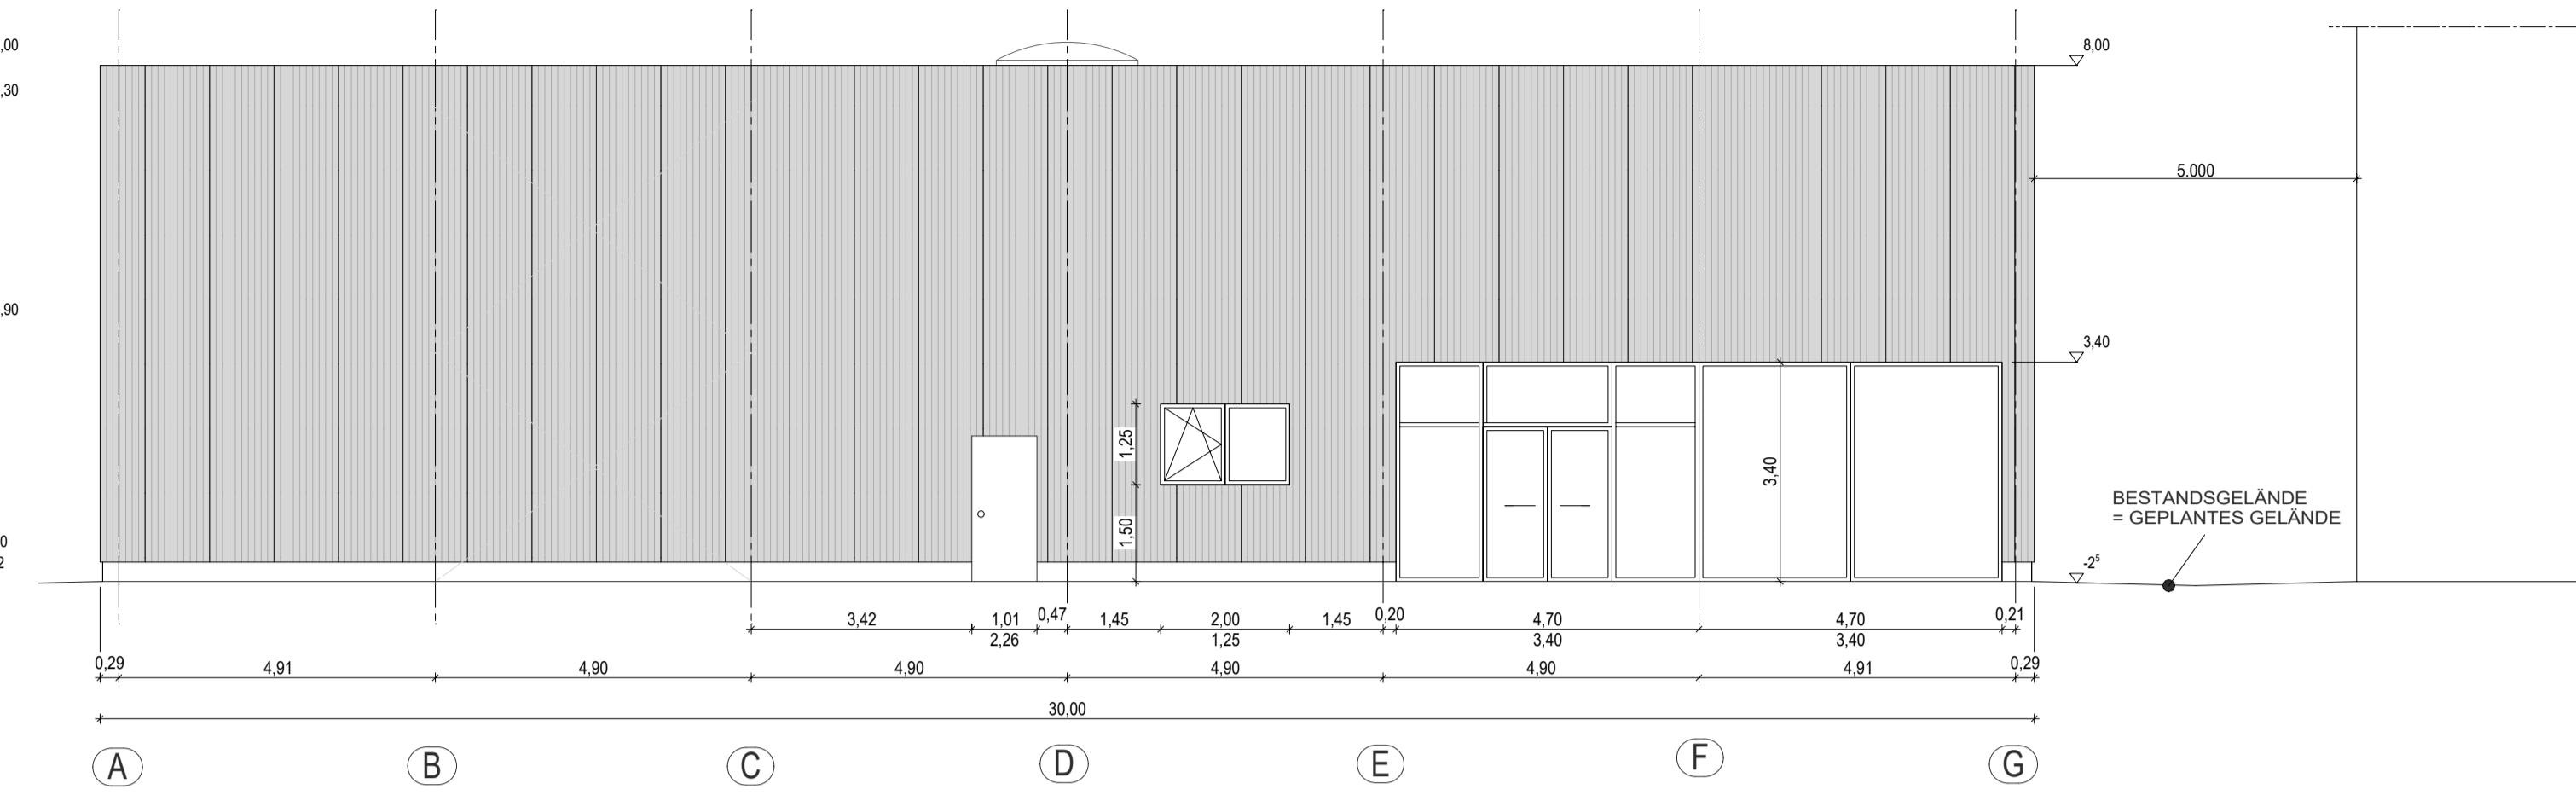 ,00
8,00
,30
5.000
3,40
,90
1,25
3,40
1,50
BESTANDSGELÄNDE
= GEPLANTES GELÄNDE
0
2
-2⁵
3,42 1,01 0,47 1,45 2,00 1,45 0,20 4,70 4,70 0,21
2,26 1,25 3,40 3,40
0,29 4,91 4,90 4,90 4,90 4,90 4,91 0,29
30,00
A B C D E F G